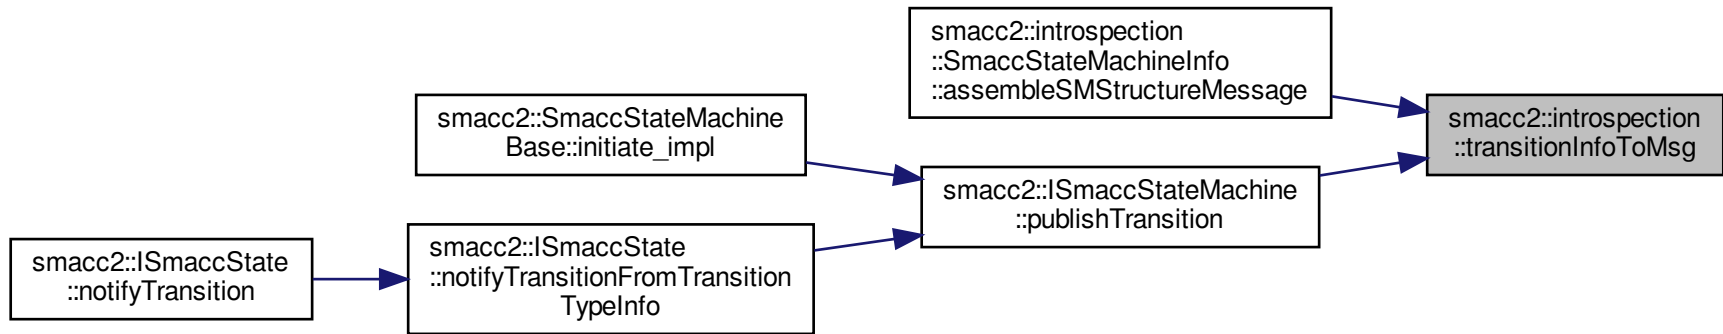 smacc2::introspection
::SmaccStateMachineInfo
::assembleSMStructureMessage
smacc2::introspection
::transitionInfoToMsg
smacc2::SmaccStateMachine
Base::initiate_impl
smacc2::ISmaccStateMachine
::publishTransition
smacc2::ISmaccState
::notifyTransitionFromTransition
TypeInfo
smacc2::ISmaccState
::notifyTransition